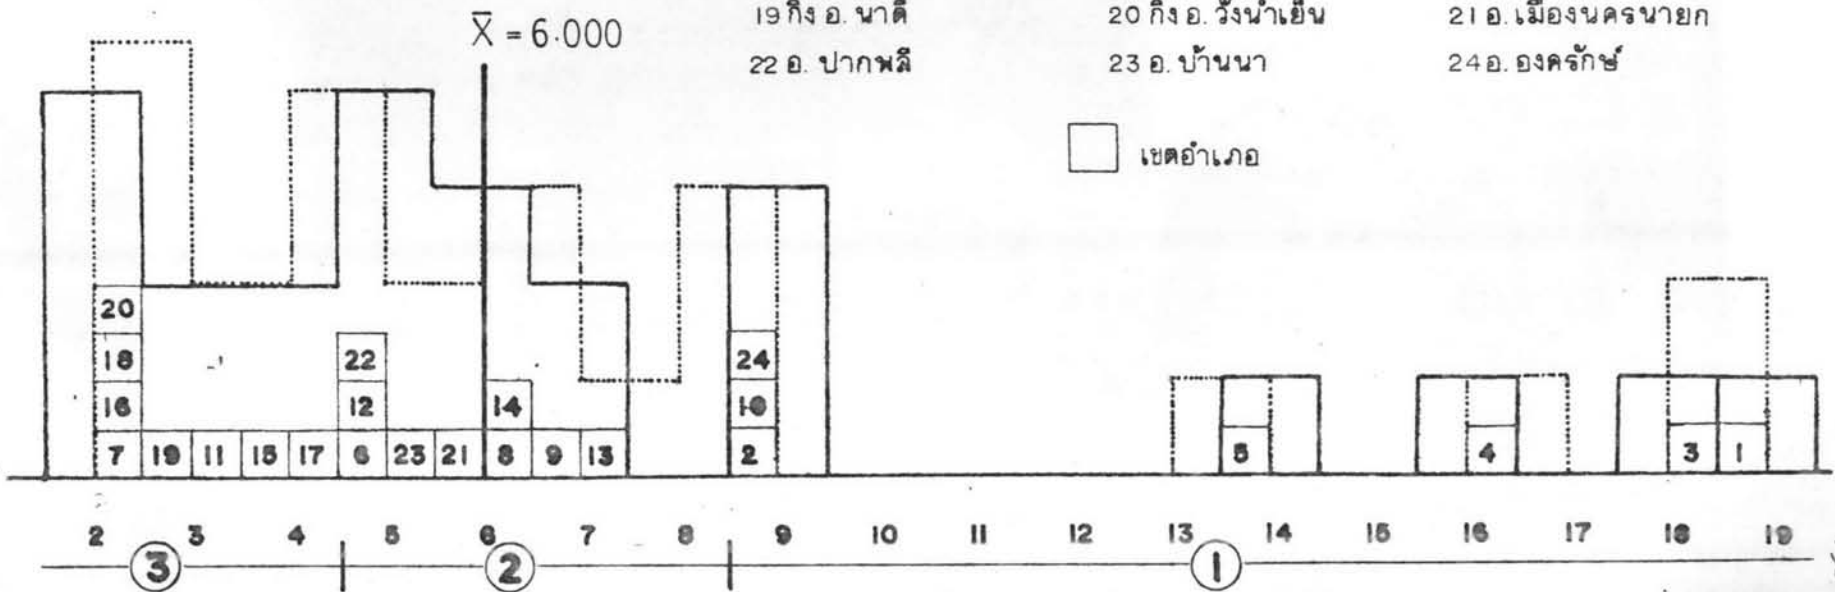 X̄ = 6.000
19 กิ่ง อ. นาดี 20 กิ่ง อ. วังน้ำเย็น 21 อ. เมืองนครนายก
22 อ. ปากพลี 23 อ. บ้านนา 24 อ. องครักษ์
เขตอำเภอ
20
18 22 24
16 12 14 10
7 19 11 15 17 6 23 21 8 9 13 2 5 4 3 1
2 3 4 5 6 7 8 9 10 11 12 13 14 15 16 17 18 19
3 2 1